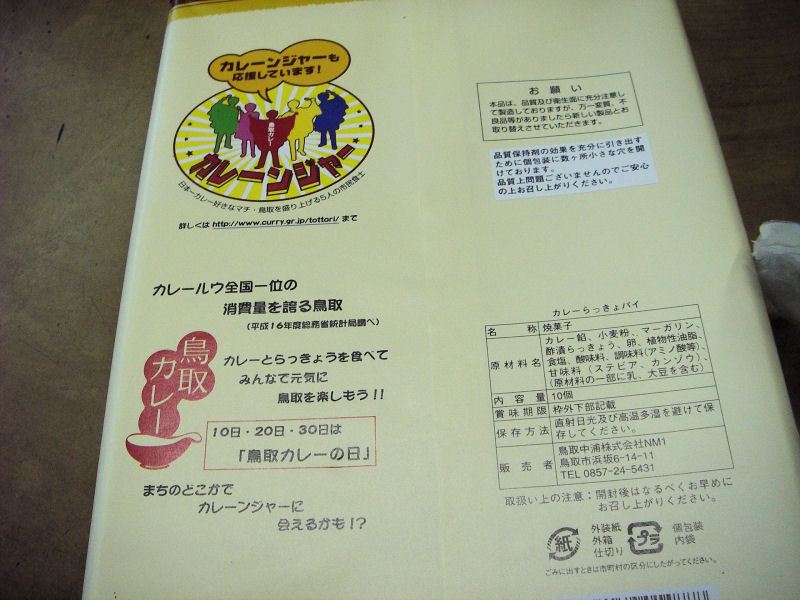 カレーンジャーも
応援しています!
鳥取カレー
カレーンジャー
日本一カレー好きなマチ・鳥取を盛り上げる5人の市民食士
詳しくは http://www.curry.gr.jp/tottori/ まで
カレールウ全国一位の
消費量を誇る鳥取
(平成16年度総務省統計局調べ)
鳥取
カレー
カレーとらっきょうを食べて
みんなで元気に
鳥取を楽しもう!!
10日・20日・30日は
「鳥取カレーの日」
まちのどこかで
カレーンジャーに
会えるかも!?
お願い
本品は、品質及び衛生面に充分注意し
て製造しておりますが、万一変質、不
良品等がありましたら新しい製品とお
取り替えさせていただきます。
品質保持剤の効果を充分に引き出す
ために個包装に数ヶ所小さな穴を開
けております。
品質上問題ございませんのでご安心
の上お召し上がりください。
カレーらっきょパイ
名称 焼菓子
原材料名 カレー餡、小麦粉、マーガリン、
酢漬らっきょう、卵、植物性油脂、
食塩、酸味料、調味料(アミノ酸等)、
甘味料(ステビア、カンゾウ)、
(原材料の一部に乳、大豆を含む)
内容量 10個
賞味期限 枠外下部記載
保存方法 直射日光及び高温多湿を避けて保
存してください。
販売者 鳥取中浦株式会社NM1
鳥取市浜坂6-14-11
TEL 0857-24-5431
取扱い上の注意:開封後はなるべくお早めに
お召し上がりください。
紙 外装紙
外箱
仕切り
プラ 個包装
内袋
ごみに出すときは市町村の区分にしたがってください。